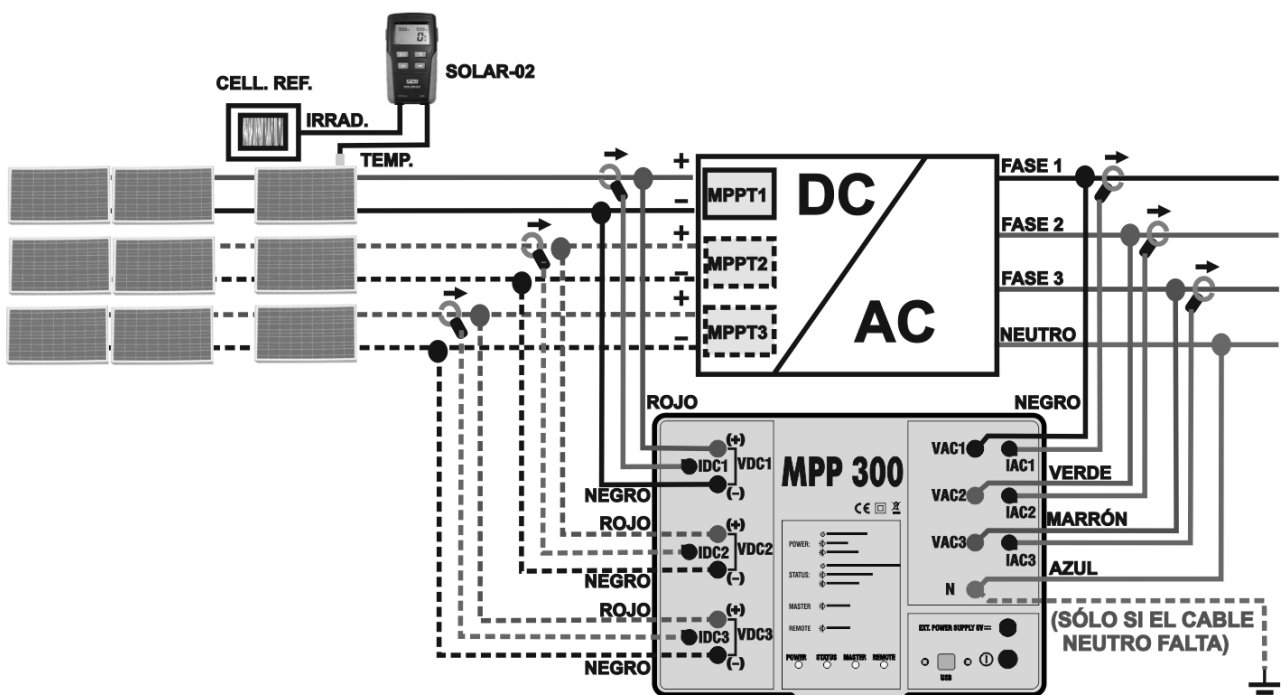 SOLAR-02
CELL. REF.
IRRAD.
TEMP.
+
MPPT1
DC
FASE 1
−
+
MPPT2
FASE 2
−
+
MPPT3
AC
FASE 3
−
NEUTRO
ROJO
NEGRO
(+)
IDC1
VDC1
(−)
NEGRO
ROJO
(+)
IDC2
VDC2
(−)
NEGRO
ROJO
(+)
IDC3
VDC3
(−)
NEGRO
MPP 300
CE
POWER:
STATUS:
MASTER
REMOTE
POWER STATUS MASTER REMOTE
VAC1
IAC1
VERDE
VAC2
IAC2
MARRÓN
VAC3
IAC3
AZUL
N
(SÓLO SI EL CABLE
NEUTRO FALTA)
EXT. POWER SUPPLY 5V
USB